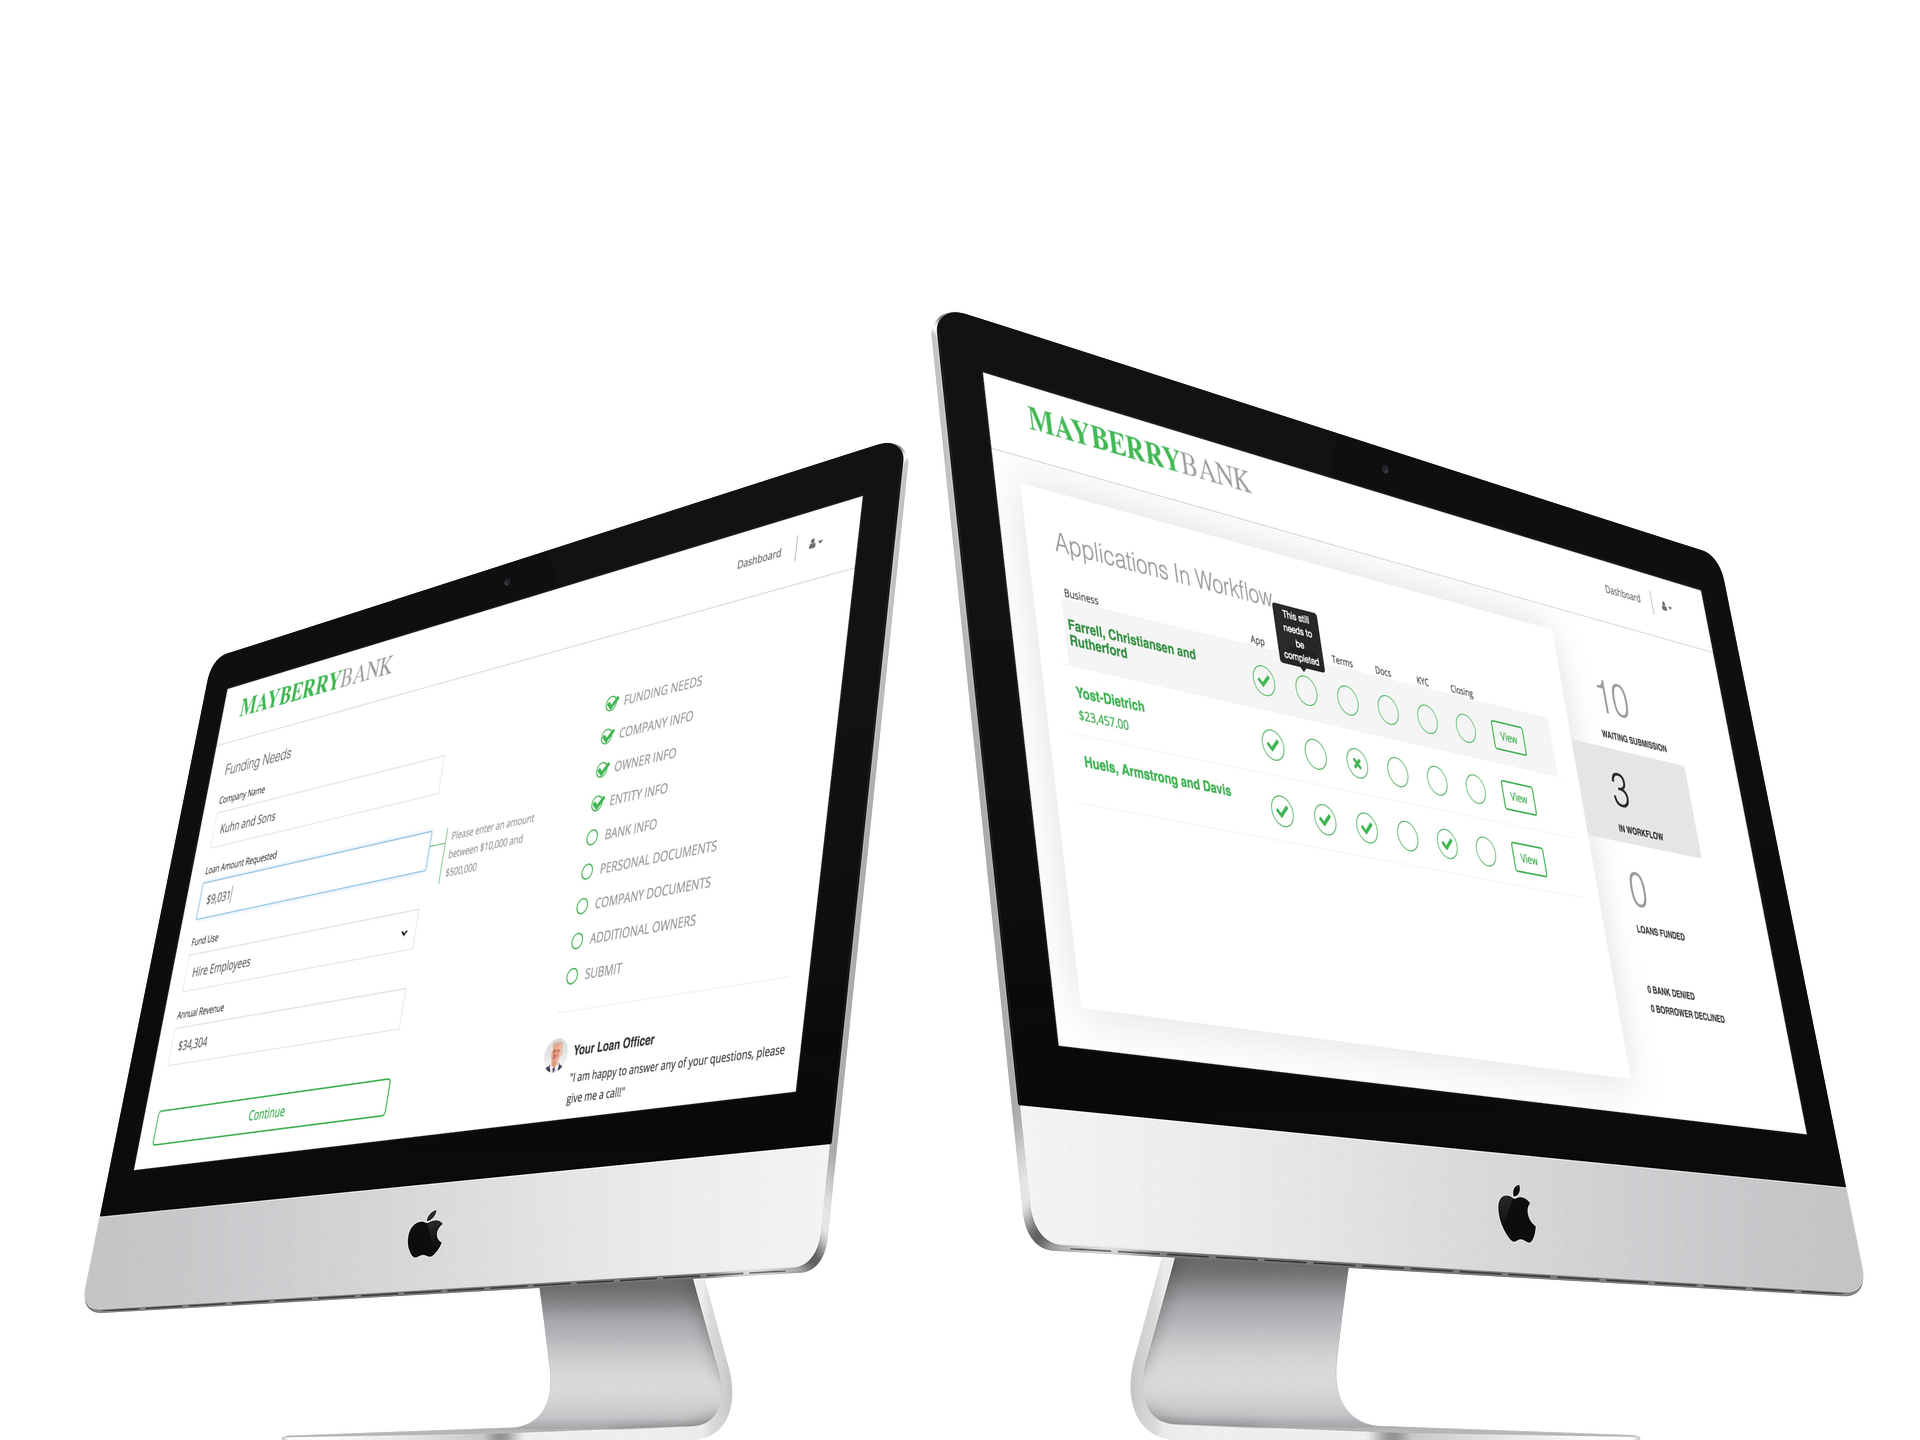 MAYBERRYBANK
Dashboard
Funding Needs
Company Name
Kuhn and Sons
Loan Amount Requested
$9,031
Please enter an amount
between $10,000 and
$500,000
Fund Use
Hire Employees
Annual Revenue
$34,304
Continue
FUNDING NEEDS
COMPANY INFO
OWNER INFO
ENTITY INFO
BANK INFO
PERSONAL DOCUMENTS
COMPANY DOCUMENTS
ADDITIONAL OWNERS
SUBMIT
Your Loan Officer
"I am happy to answer any of your questions, please
give me a call!"
MAYBERRYBANK
Dashboard
Applications In Workflow
This still
needs to
be
completed
Business
App
Terms
Docs
KYC
Closing
Farrell, Christiansen and
Rutherford
View
Yost-Dietrich
$23,457.00
View
Huels, Armstrong and Davis
View
10
WAITING SUBMISSION
3
IN WORKFLOW
0
LOANS FUNDED
0 BANK DENIED
0 BORROWER DECLINED